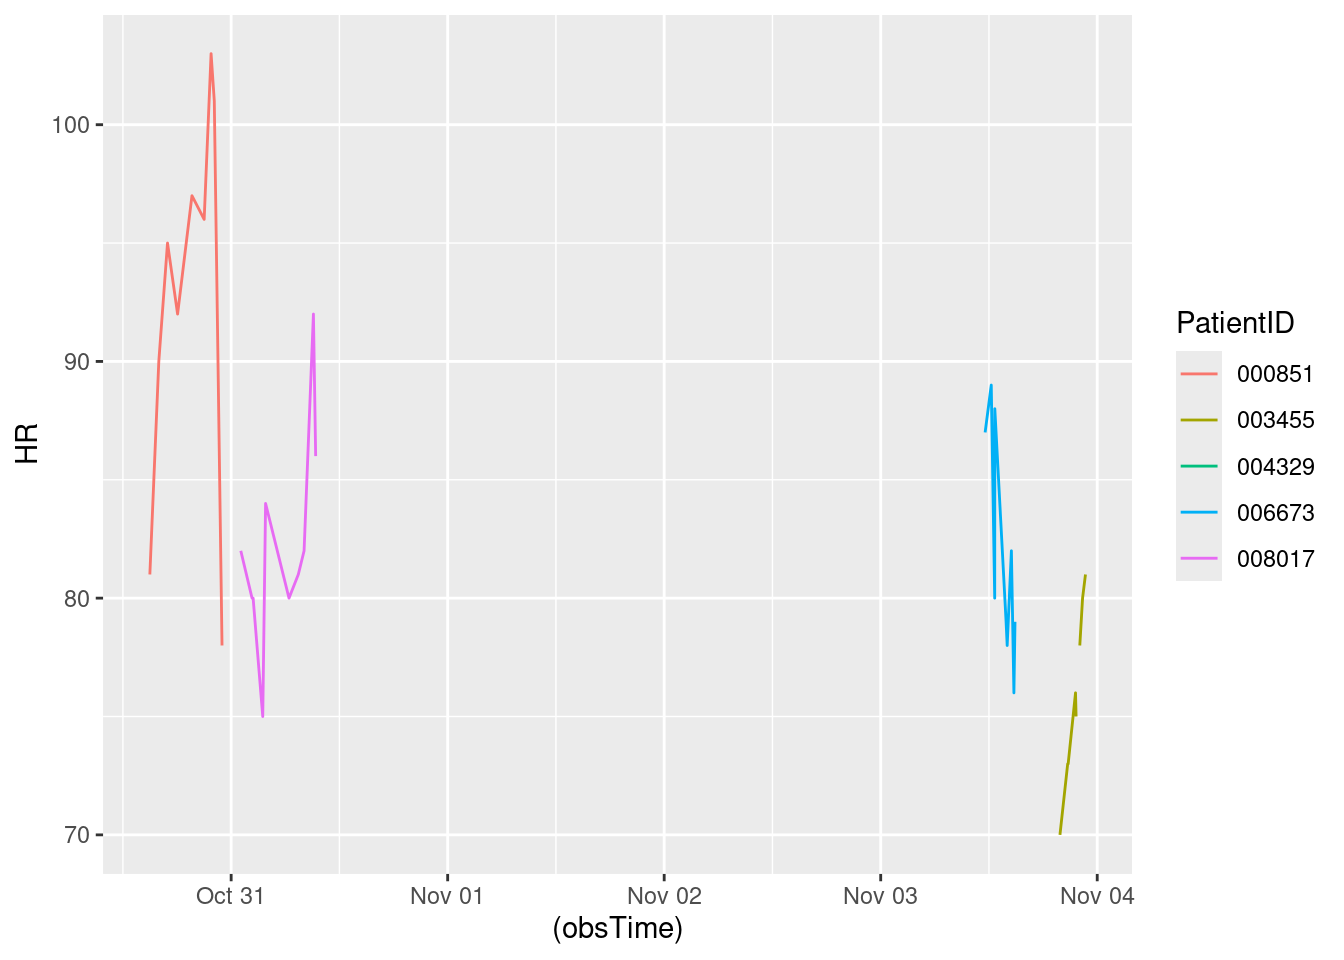 100
90
80
70
HR
Oct 31
Nov 01
Nov 02
Nov 03
Nov 04
(obsTime)
PatientID
000851
003455
004329
006673
008017